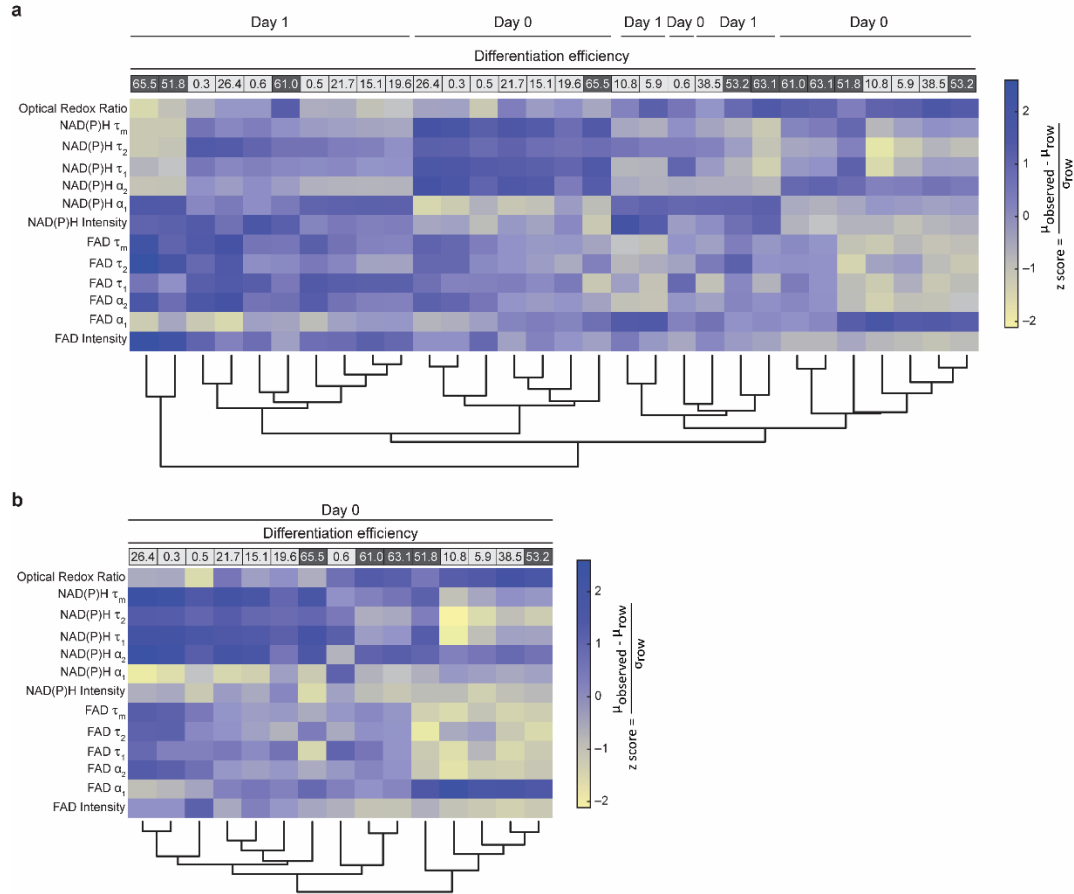 a
Day 1 Day 0 Day 1 Day 0 Day 1 Day 0
Differentiation efficiency
65.5 51.8 0.3 26.4 0.6 61.0 0.5 21.7 15.1 19.6 26.4 0.3 0.5 21.7 15.1 19.6 65.5 10.8 5.9 0.6 38.5 53.2 63.1 61.0 63.1 51.8 10.8 5.9 38.5 53.2
Optical Redox Ratio
NAD(P)H τm
NAD(P)H τ2
NAD(P)H τ1
NAD(P)H α2
NAD(P)H α1
NAD(P)H Intensity
FAD τm
FAD τ2
FAD τ1
FAD α2
FAD α1
FAD Intensity
2
1
0
−1
−2
z score = μobserved - μrow
σrow
b
Day 0
Differentiation efficiency
26.4 0.3 0.5 21.7 15.1 19.6 65.5 0.6 61.0 63.1 51.8 10.8 5.9 38.5 53.2
Optical Redox Ratio
NAD(P)H τm
NAD(P)H τ2
NAD(P)H τ1
NAD(P)H α2
NAD(P)H α1
NAD(P)H Intensity
FAD τm
FAD τ2
FAD τ1
FAD α2
FAD α1
FAD Intensity
2
1
0
−1
−2
z score = μobserved - μrow
σrow